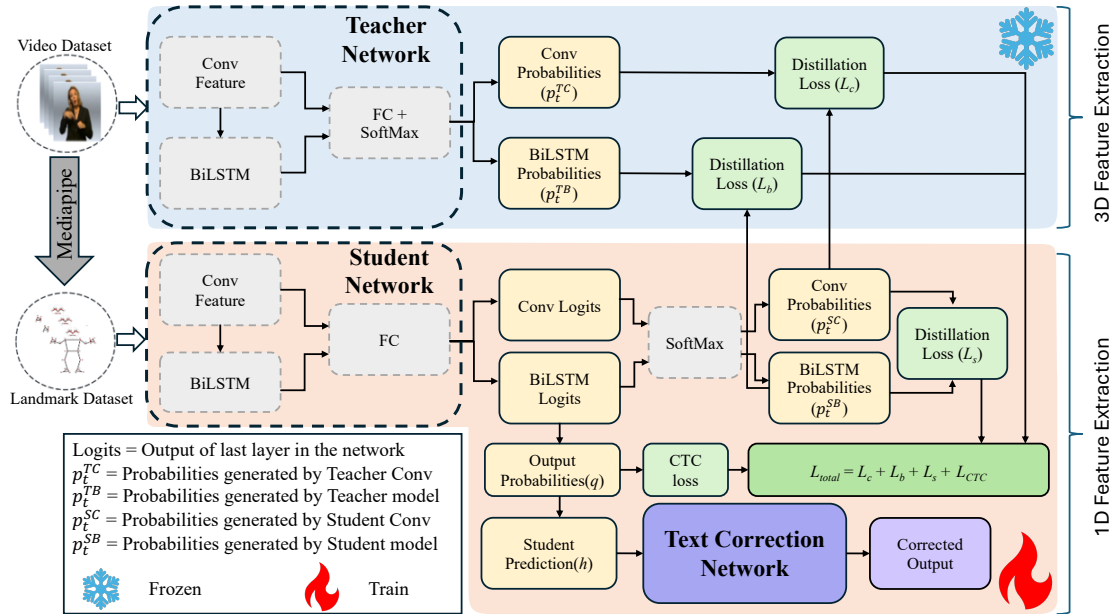 Video Dataset
Mediapipe
Landmark Dataset
Teacher
Network
Conv
Feature
BiLSTM
FC +
SoftMax
Conv
Probabilities
(p_t^{TC})
BiLSTM
Probabilities
(p_t^{TB})
Distillation
Loss (L_c)
Distillation
Loss (L_b)
3D Feature Extraction
Student
Network
Conv
Feature
BiLSTM
FC
Conv Logits
BiLSTM
Logits
SoftMax
Conv
Probabilities
(p_t^{SC})
BiLSTM
Probabilities
(p_t^{SB})
Distillation
Loss (L_s)
Output
Probabilities(q)
CTC
loss
L_{total} = L_c + L_b + L_s + L_{CTC}
Student
Prediction(h)
Text Correction
Network
Corrected
Output
1D Feature Extraction
Logits = Output of last layer in the network
p_t^{TC} = Probabilities generated by Teacher Conv
p_t^{TB} = Probabilities generated by Teacher model
p_t^{SC} = Probabilities generated by Student Conv
p_t^{SB} = Probabilities generated by Student model
Frozen
Train